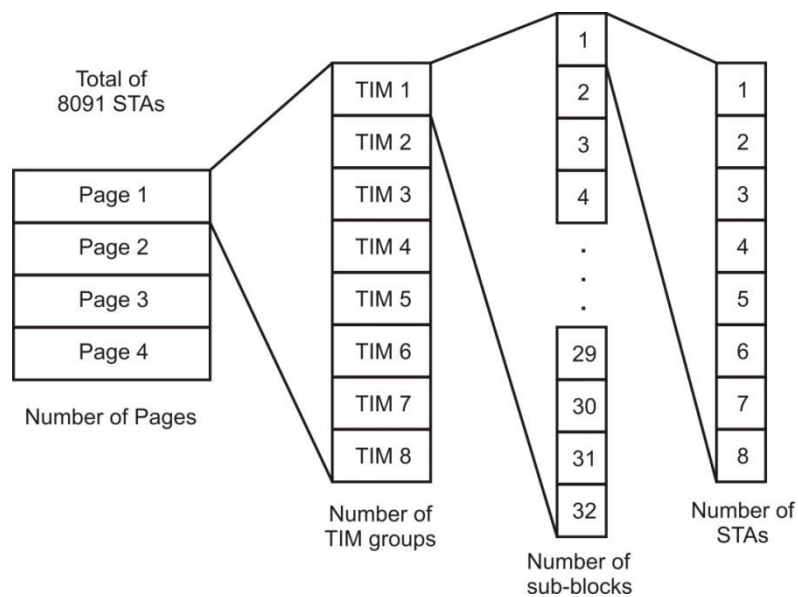 Total of
8091 STAs
Page 1
Page 2
Page 3
Page 4
Number of Pages
TIM 1
TIM 2
TIM 3
TIM 4
TIM 5
TIM 6
TIM 7
TIM 8
Number of
TIM groups
1
2
3
4
.
.
.
29
30
31
32
Number of
sub-blocks
1
2
3
4
5
6
7
8
Number of
STAs